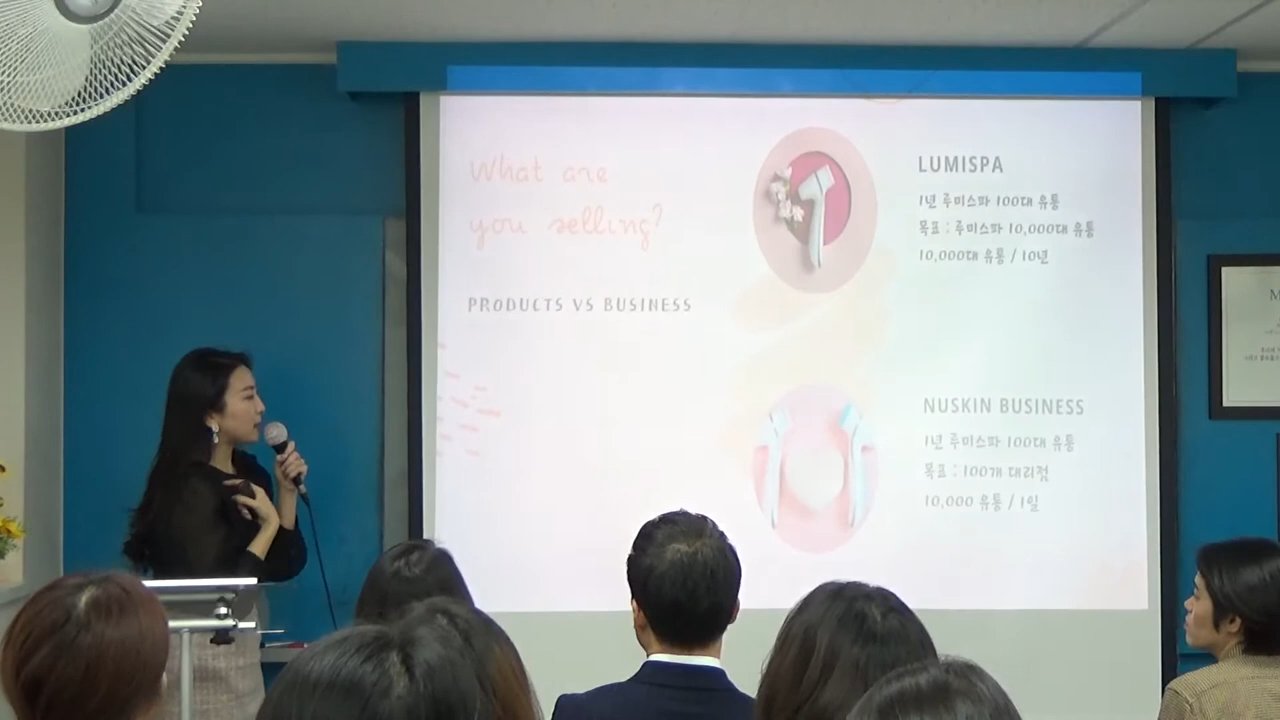 What are
you selling?
PRODUCTS VS BUSINESS
LUMISPA
1년 루미스파 100대 유통
목표 : 루미스파 10,000대 유통
10,000대 유통 / 10년
NUSKIN BUSINESS
1년 루미스파 100대 유통
목표 : 100개 대리점
10,000 유통 / 1일
M